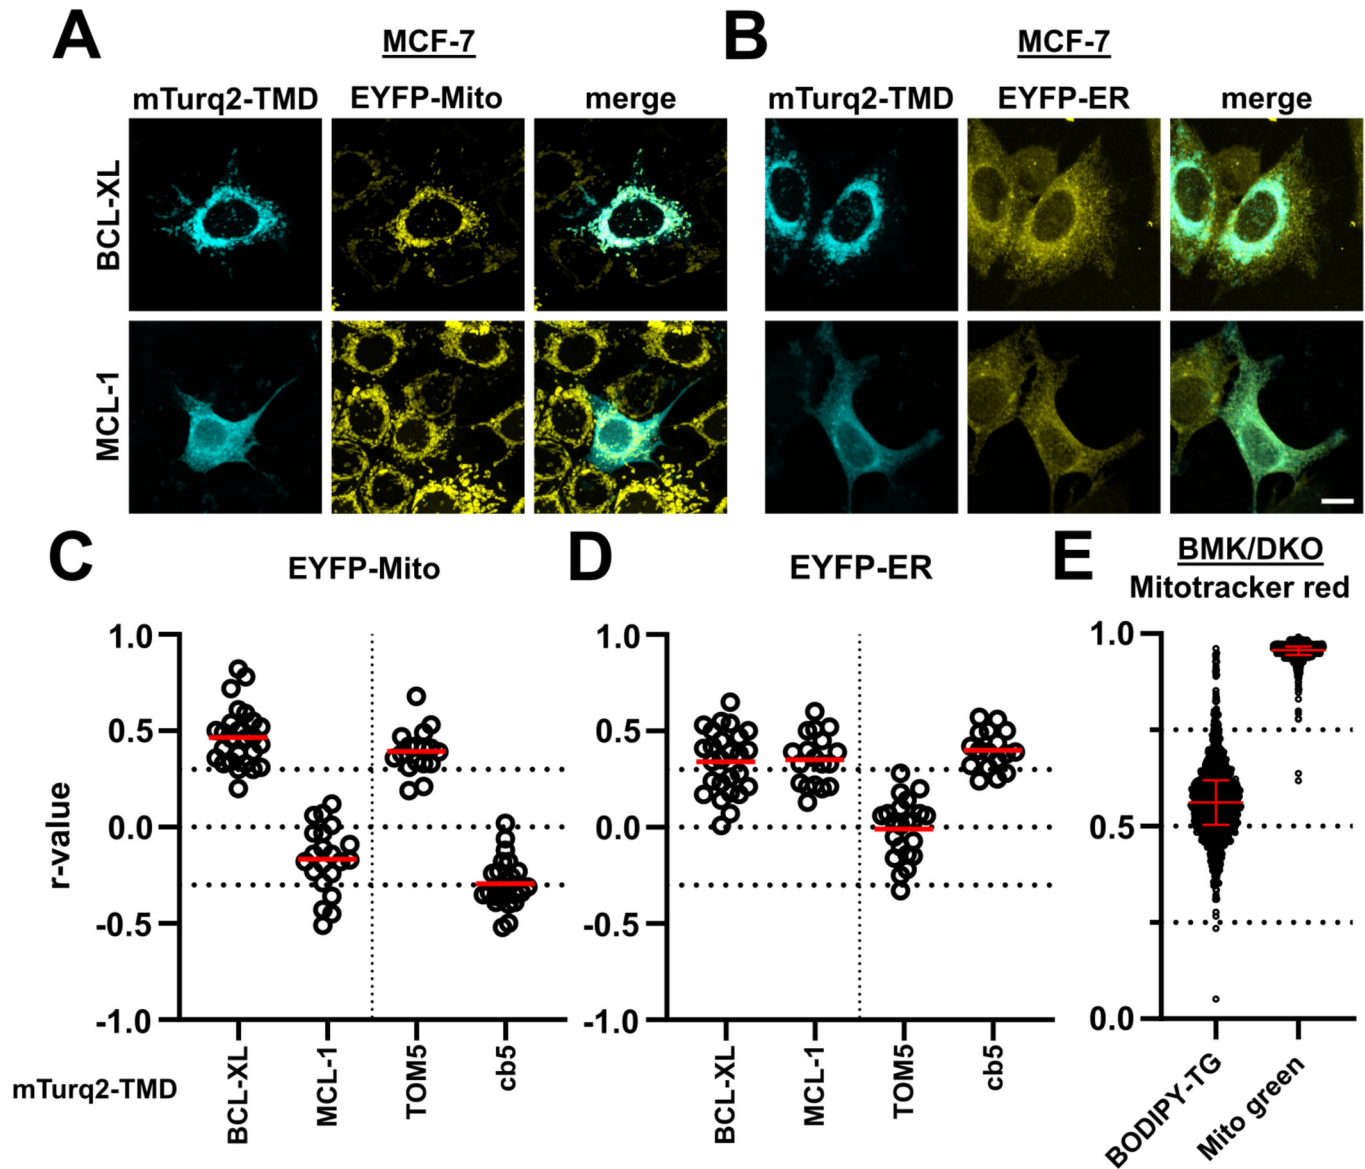 A
MCF-7
mTurq2-TMD EYFP-Mito merge
BCL-XL
MCL-1
B
MCF-7
mTurq2-TMD EYFP-ER merge
C
EYFP-Mito
r-value
1.0
0.5
0.0
-0.5
-1.0
mTurq2-TMD
BCL-XL
MCL-1
TOM5
cb5
D
EYFP-ER
1.0
0.5
0.0
-0.5
-1.0
BCL-XL
MCL-1
TOM5
cb5
E
BMK/DKO
Mitotracker red
1.0
0.5
0.0
BODIPY-TG
Mito green